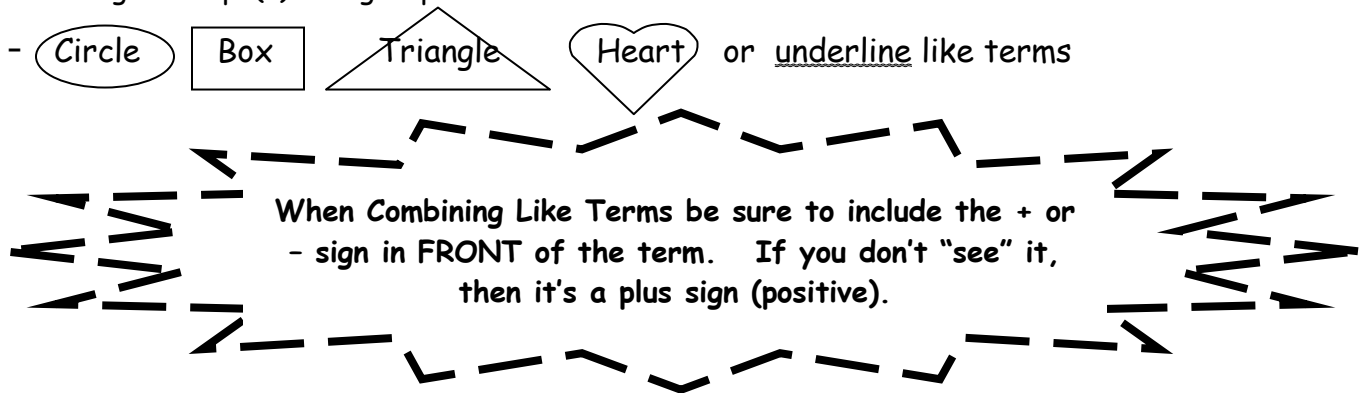 – Circle Box Triangle Heart or underline like terms
When Combining Like Terms be sure to include the + or
– sign in FRONT of the term. If you don't “see” it,
then it's a plus sign (positive).